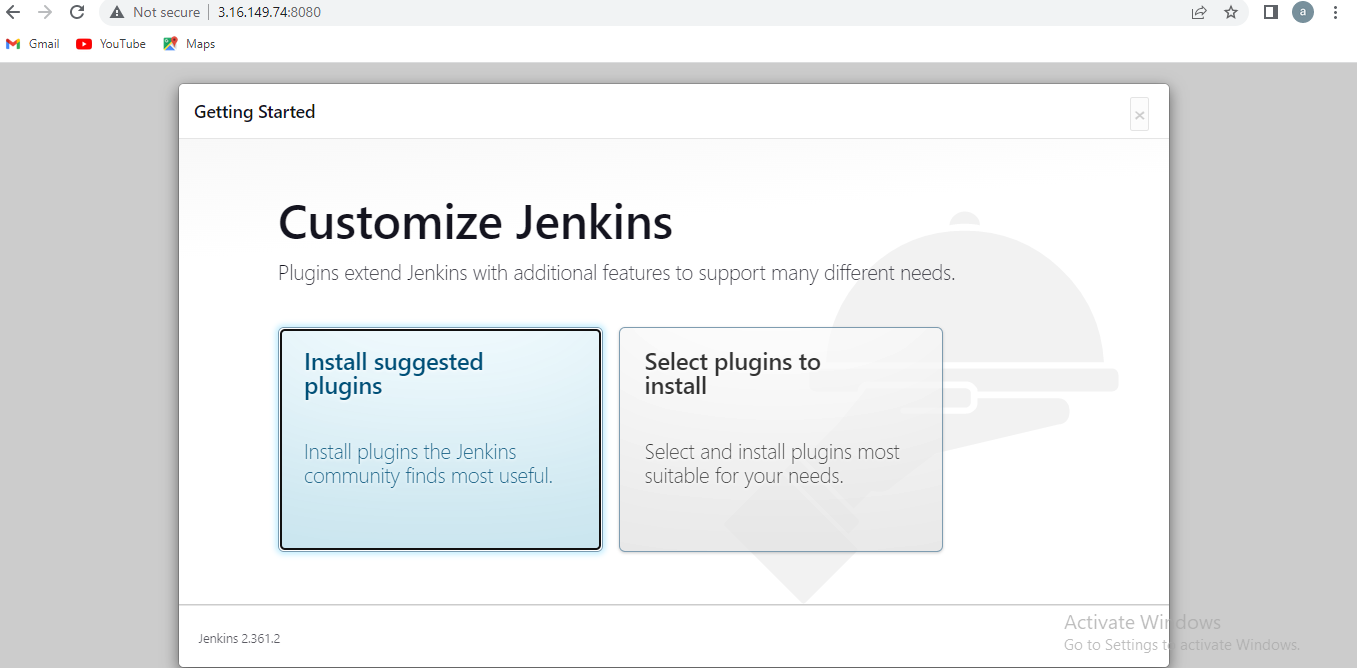 Not secure 3.16.149.74:8080
a
Gmail YouTube Maps
Getting Started
×
Customize Jenkins
Plugins extend Jenkins with additional features to support many different needs.
Install suggested
plugins
Install plugins the Jenkins
community finds most useful.
Select plugins to
install
Select and install plugins most
suitable for your needs.
Jenkins 2.361.2
Activate Windows
Go to Settings to activate Windows.